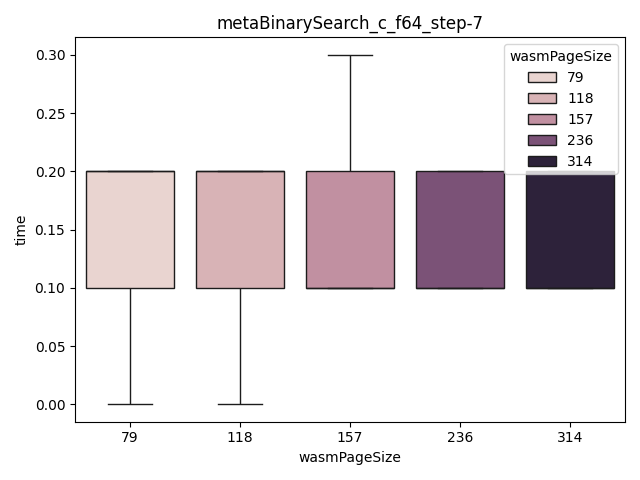 metaBinarySearch_c_f64_step-7
wasmPageSize
79
118
157
236
314
0.30
0.25
0.20
0.15
0.10
0.05
0.00
time
79 118 157 236 314
wasmPageSize